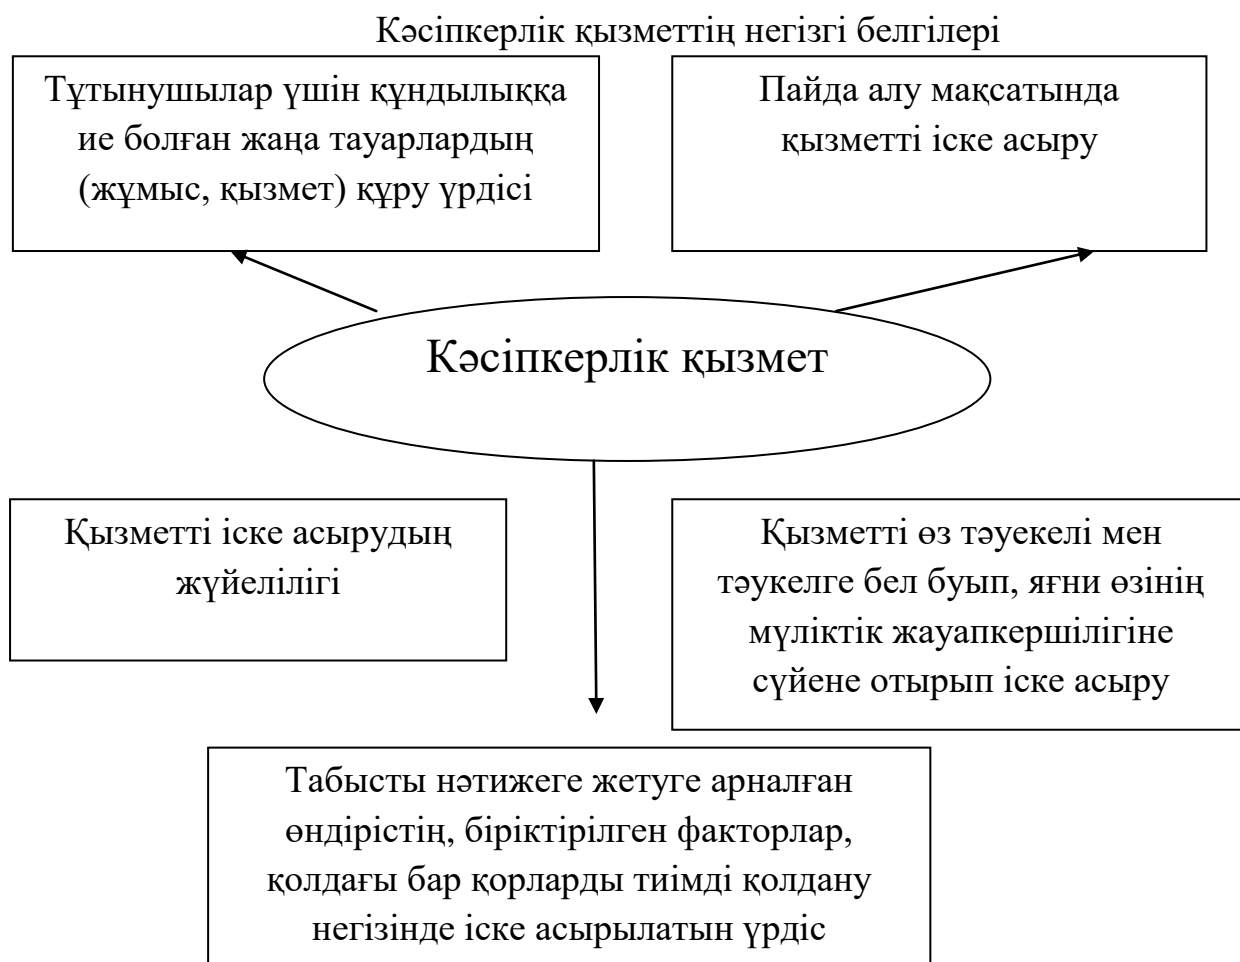 Кәсіпкерлік қызметтің негізгі белгілері
Тұтынушылар үшін құндылыққа
ие болған жаңа тауарлардың
(жұмыс, қызмет) құру үрдісі
Пайда алу мақсатында
қызметті іске асыру
Кәсіпкерлік қызмет
Қызметті іске асырудың
жүйелілігі
Қызметті өз тәуекелі мен
тәукелге бел буып, яғни өзінің
мүліктік жауапкершілігіне
сүйене отырып іске асыру
Табысты нәтижеге жетуге арналған
өндірістің, біріктірілген факторлар,
қолдағы бар қорларды тиімді қолдану
негізінде іске асырылатын үрдіс